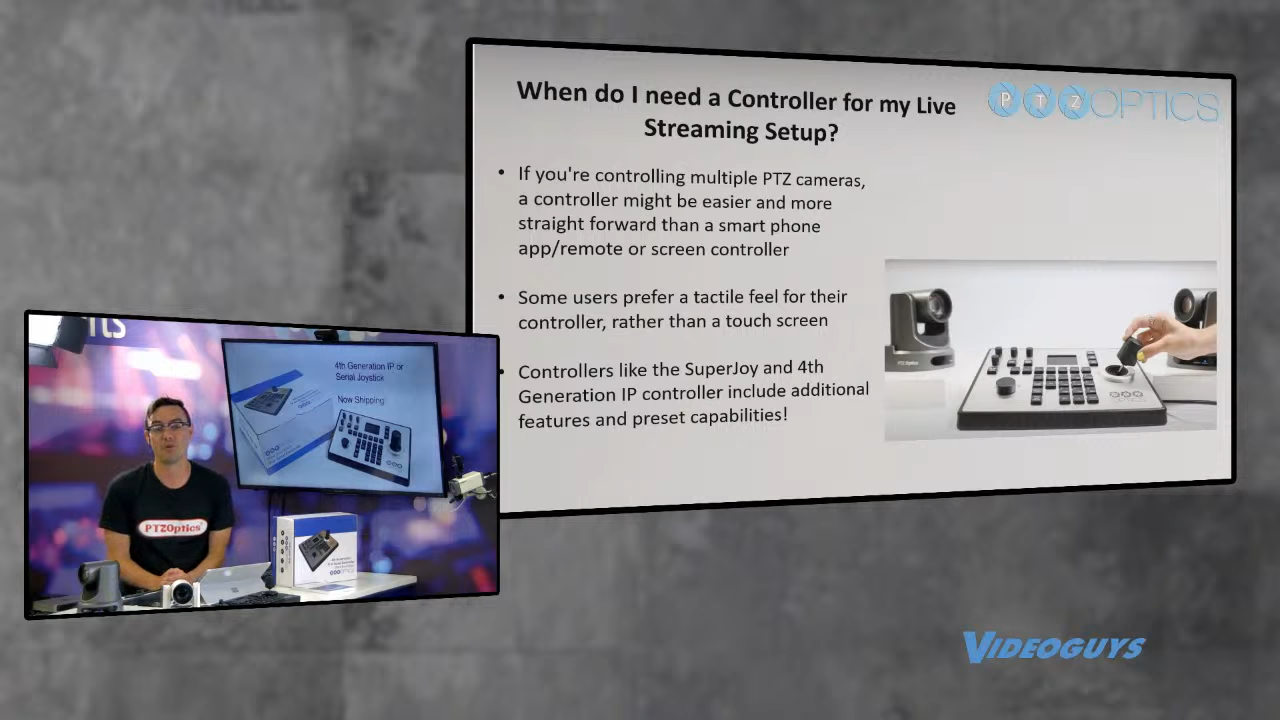 When do I need a Controller for my Live
Streaming Setup?
PTZOPTICS
• If you're controlling multiple PTZ cameras,
a controller might be easier and more
straight forward than a smart phone
app/remote or screen controller
• Some users prefer a tactile feel for their
controller, rather than a touch screen
• Controllers like the SuperJoy and 4th
Generation IP controller include additional
features and preset capabilities!
4th Generation IP or
Serial Joystick
Now Shipping
PTZOptics
VIDEOGUYS